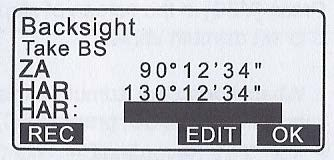 Backsight
Take BS
ZA 90°12'34"
HAR 130°12'34"
HAR:
REC EDIT OK